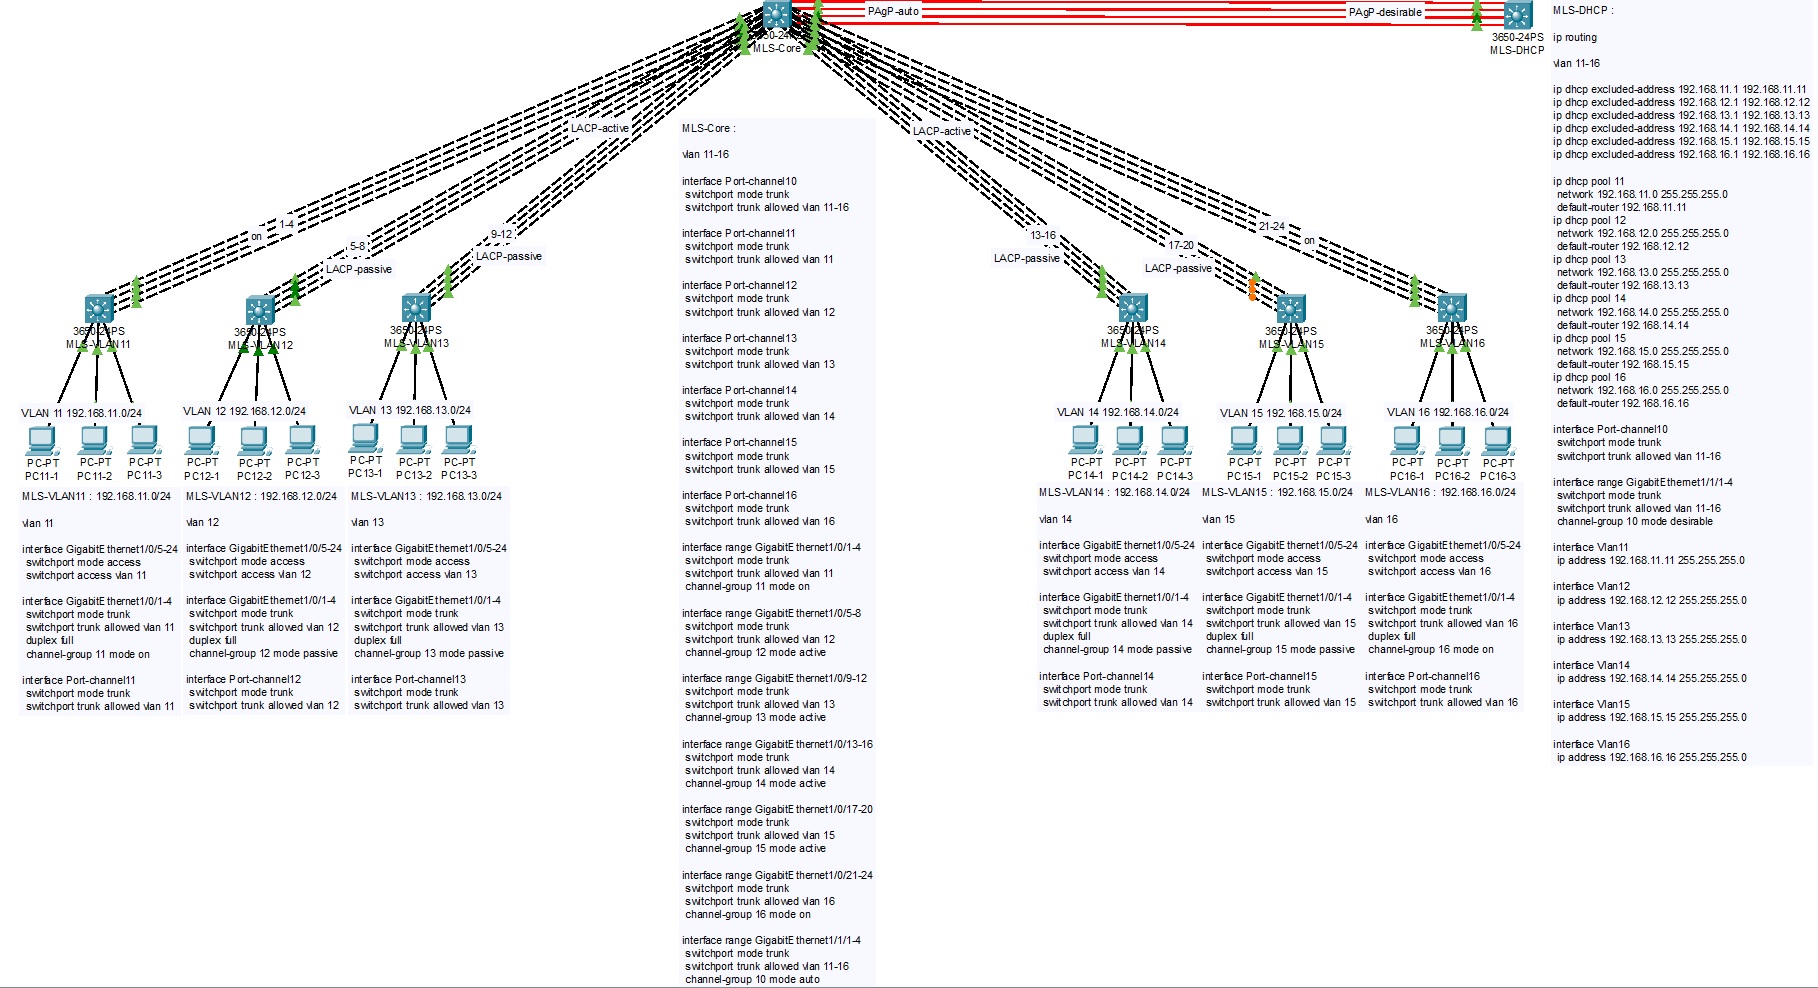 PAgP-auto
PAgP-desirable
3650-24PS
MLS-Core
3650-24PS
MLS-DHCP
LACP-active
LACP-active
1-4
on
5-8
LACP-passive
9-12
LACP-passive
13-16
LACP-passive
17-20
LACP-passive
21-24
on
3650-24PS
MLS-VLAN11
3650-24PS
MLS-VLAN12
3650-24PS
MLS-VLAN13
3650-24PS
MLS-VLAN14
3650-24PS
MLS-VLAN15
3650-24PS
MLS-VLAN16
VLAN 11 192.168.11.0/24
VLAN 12 192.168.12.0/24
VLAN 13 192.168.13.0/24
VLAN 14 192.168.14.0/24
VLAN 15 192.168.15.0/24
VLAN 16 192.168.16.0/24
PC-PT
PC11-1
PC-PT
PC11-2
PC-PT
PC11-3
PC-PT
PC12-1
PC-PT
PC12-2
PC-PT
PC12-3
PC-PT
PC13-1
PC-PT
PC13-2
PC-PT
PC13-3
PC-PT
PC14-1
PC-PT
PC14-2
PC-PT
PC14-3
PC-PT
PC15-1
PC-PT
PC15-2
PC-PT
PC15-3
PC-PT
PC16-1
PC-PT
PC16-2
PC-PT
PC16-3
MLS-VLAN11 : 192.168.11.0/24
vlan 11
interface GigabitEthernet1/0/5-24
switchport mode access
switchport access vlan 11
interface GigabitEthernet1/0/1-4
switchport mode trunk
switchport trunk allowed vlan 11
duplex full
channel-group 11 mode on
interface Port-channel11
switchport mode trunk
switchport trunk allowed vlan 11
MLS-VLAN12 : 192.168.12.0/24
vlan 12
interface GigabitEthernet1/0/5-24
switchport mode access
switchport access vlan 12
interface GigabitEthernet1/0/1-4
switchport mode trunk
switchport trunk allowed vlan 12
duplex full
channel-group 12 mode passive
interface Port-channel12
switchport mode trunk
switchport trunk allowed vlan 12
MLS-VLAN13 : 192.168.13.0/24
vlan 13
interface GigabitEthernet1/0/5-24
switchport mode access
switchport access vlan 13
interface GigabitEthernet1/0/1-4
switchport mode trunk
switchport trunk allowed vlan 13
duplex full
channel-group 13 mode passive
interface Port-channel13
switchport mode trunk
switchport trunk allowed vlan 13
MLS-Core :
vlan 11-16
interface Port-channel10
switchport mode trunk
switchport trunk allowed vlan 11-16
interface Port-channel11
switchport mode trunk
switchport trunk allowed vlan 11
interface Port-channel12
switchport mode trunk
switchport trunk allowed vlan 12
interface Port-channel13
switchport mode trunk
switchport trunk allowed vlan 13
interface Port-channel14
switchport mode trunk
switchport trunk allowed vlan 14
interface Port-channel15
switchport mode trunk
switchport trunk allowed vlan 15
interface Port-channel16
switchport mode trunk
switchport trunk allowed vlan 16
interface range GigabitEthernet1/0/1-4
switchport mode trunk
switchport trunk allowed vlan 11
channel-group 11 mode on
interface range GigabitEthernet1/0/5-8
switchport mode trunk
switchport trunk allowed vlan 12
channel-group 12 mode active
interface range GigabitEthernet1/0/9-12
switchport mode trunk
switchport trunk allowed vlan 13
channel-group 13 mode active
interface range GigabitEthernet1/0/13-16
switchport mode trunk
switchport trunk allowed vlan 14
channel-group 14 mode active
interface range GigabitEthernet1/0/17-20
switchport mode trunk
switchport trunk allowed vlan 15
channel-group 15 mode active
interface range GigabitEthernet1/0/21-24
switchport mode trunk
switchport trunk allowed vlan 16
channel-group 16 mode on
interface range GigabitEthernet1/1/1-4
switchport mode trunk
switchport trunk allowed vlan 11-16
channel-group 10 mode auto
MLS-VLAN14 : 192.168.14.0/24
vlan 14
interface GigabitEthernet1/0/5-24
switchport mode access
switchport access vlan 14
interface GigabitEthernet1/0/1-4
switchport mode trunk
switchport trunk allowed vlan 14
duplex full
channel-group 14 mode passive
interface Port-channel14
switchport mode trunk
switchport trunk allowed vlan 14
MLS-VLAN15 : 192.168.15.0/24
vlan 15
interface GigabitEthernet1/0/5-24
switchport mode access
switchport access vlan 15
interface GigabitEthernet1/0/1-4
switchport mode trunk
switchport trunk allowed vlan 15
duplex full
channel-group 15 mode passive
interface Port-channel15
switchport mode trunk
switchport trunk allowed vlan 15
MLS-VLAN16 : 192.168.16.0/24
vlan 16
interface GigabitEthernet1/0/5-24
switchport mode access
switchport access vlan 16
interface GigabitEthernet1/0/1-4
switchport mode trunk
switchport trunk allowed vlan 16
duplex full
channel-group 16 mode on
interface Port-channel16
switchport mode trunk
switchport trunk allowed vlan 16
MLS-DHCP :
ip routing
vlan 11-16
ip dhcp excluded-address 192.168.11.1 192.168.11.11
ip dhcp excluded-address 192.168.12.1 192.168.12.12
ip dhcp excluded-address 192.168.13.1 192.168.13.13
ip dhcp excluded-address 192.168.14.1 192.168.14.14
ip dhcp excluded-address 192.168.15.1 192.168.15.15
ip dhcp excluded-address 192.168.16.1 192.168.16.16
ip dhcp pool 11
network 192.168.11.0 255.255.255.0
default-router 192.168.11.11
ip dhcp pool 12
network 192.168.12.0 255.255.255.0
default-router 192.168.12.12
ip dhcp pool 13
network 192.168.13.0 255.255.255.0
default-router 192.168.13.13
ip dhcp pool 14
network 192.168.14.0 255.255.255.0
default-router 192.168.14.14
ip dhcp pool 15
network 192.168.15.0 255.255.255.0
default-router 192.168.15.15
ip dhcp pool 16
network 192.168.16.0 255.255.255.0
default-router 192.168.16.16
interface Port-channel10
switchport mode trunk
switchport trunk allowed vlan 11-16
interface range GigabitEthernet1/1/1-4
switchport mode trunk
switchport trunk allowed vlan 11-16
channel-group 10 mode desirable
interface Vlan11
ip address 192.168.11.11 255.255.255.0
interface Vlan12
ip address 192.168.12.12 255.255.255.0
interface Vlan13
ip address 192.168.13.13 255.255.255.0
interface Vlan14
ip address 192.168.14.14 255.255.255.0
interface Vlan15
ip address 192.168.15.15 255.255.255.0
interface Vlan16
ip address 192.168.16.16 255.255.255.0